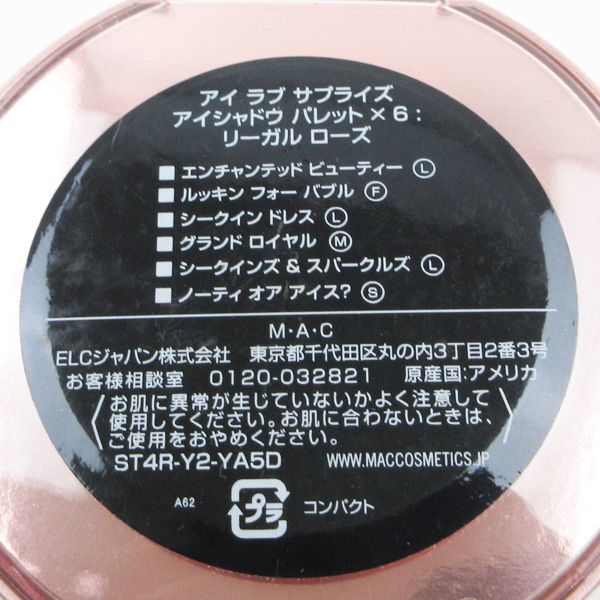 アイ ラブ サプライズ
アイシャドウ パレット × 6 :
リーガル ローズ
■ エンチャンテッド ビューティー Ⓛ
■ ルッキン フォー バブル Ⓕ
■ シークイン ドレス Ⓛ
■ グランド ロイヤル Ⓜ
■ シークインズ & スパークルズ Ⓛ
■ ノーティ オア アイス? Ⓢ
M・A・C
ELCジャパン株式会社 東京都千代田区丸の内3丁目2番3号
お客様相談室 0120-032821 原産国:アメリカ
〈お肌に異常が生じていないかよく注意して
使用してください。お肌に合わないときは、
ご使用をおやめください。〉
ST4R-Y2-YA5D WWW.MACCOSMETICS.JP
A62 プラ コンパクト